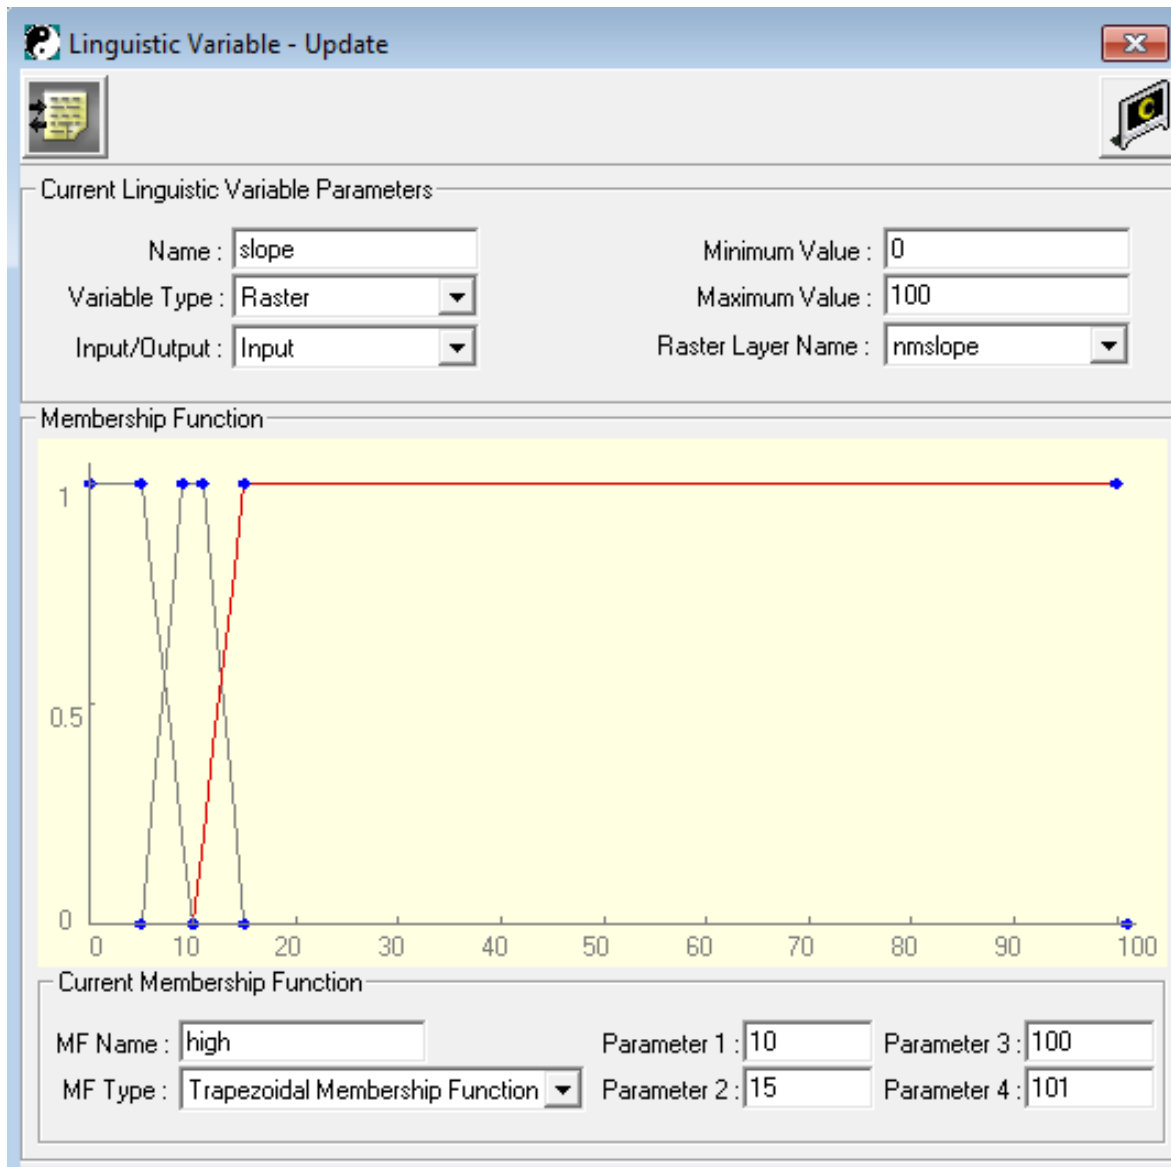 Linguistic Variable - Update
C
Current Linguistic Variable Parameters
Name : slope Minimum Value : 0
Variable Type : Raster Maximum Value : 100
Input/Output : Input Raster Layer Name : nmslope
Membership Function
1
0.5
0
0 10 20 30 40 50 60 70 80 90 100
Current Membership Function
MF Name : high Parameter 1 : 10 Parameter 3 : 100
MF Type : Trapezoidal Membership Function Parameter 2 : 15 Parameter 4 : 101